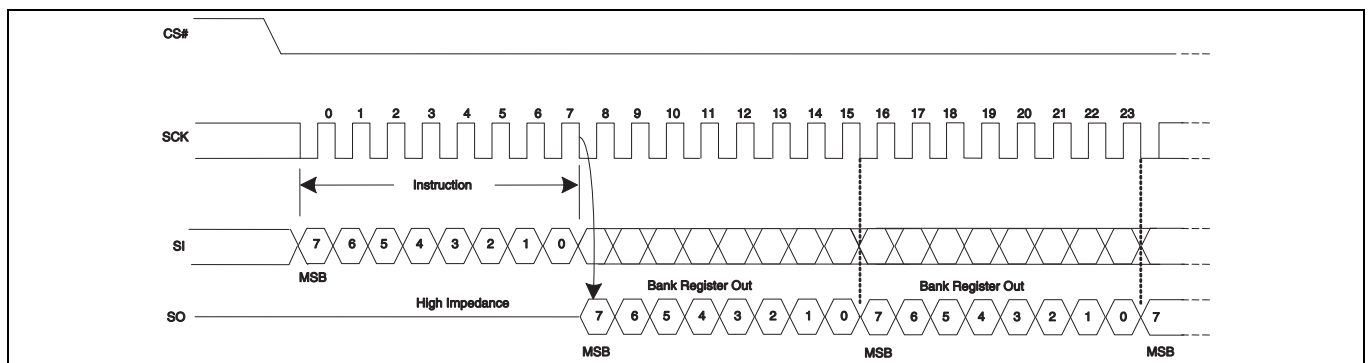 CS#
0 1 2 3 4 5 6 7 8 9 10 11 12 13 14 15 16 17 18 19 20 21 22 23
SCK
Instruction
SI 7 6 5 4 3 2 1 0
MSB
Bank Register Out Bank Register Out
High Impedance
SO 7 6 5 4 3 2 1 0 7 6 5 4 3 2 1 0 7
MSB MSB MSB